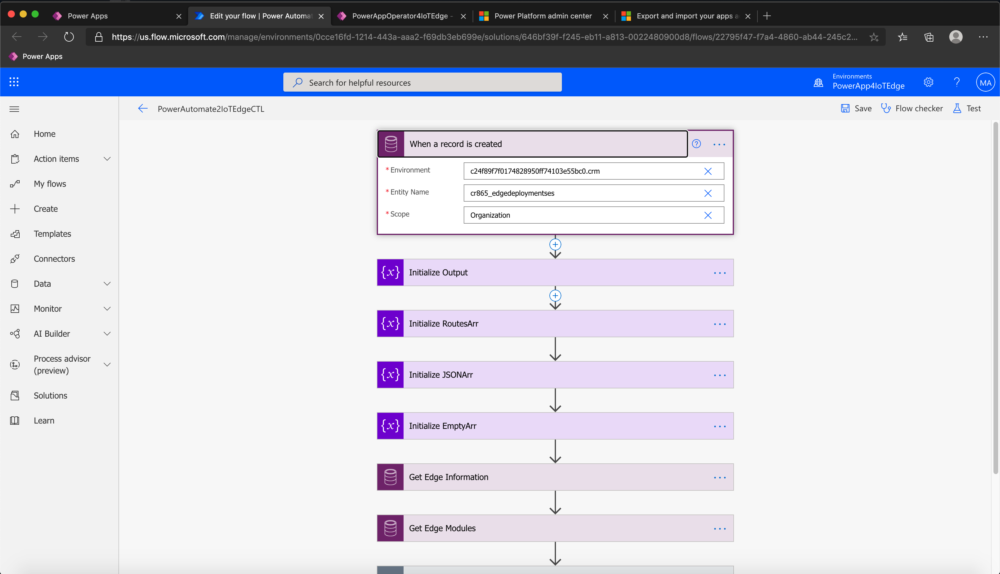 Power Apps
Edit your flow | Power Automat
PowerAppOperator4IoTEdge -
Power Platform admin center
Export and import your apps a
https://us.flow.microsoft.com/manage/environments/0cce16fd-1214-443a-aaa2-f69db3eb699e/solutions/646bf39f-f245-eb11-a813-0022480900d8/flows/22795f47-f7a4-4860-ab44-245c2...
Power Apps
Search for helpful resources
Environments
PowerApp4IoTEdge
?
MA
PowerAutomate2IoTEdgeCTL
Save
Flow checker
Test
Home
Action items
My flows
Create
Templates
Connectors
Data
Monitor
AI Builder
Process advisor
(preview)
Solutions
Learn
When a record is created
?
* Environment
c24f89f7f0174828950ff74103e55bc0.crm
* Entity Name
cr865_edgedeploymentses
* Scope
Organization
{x} Initialize Output
{x} Initialize RoutesArr
{x} Initialize JSONArr
{x} Initialize EmptyArr
Get Edge Information
Get Edge Modules